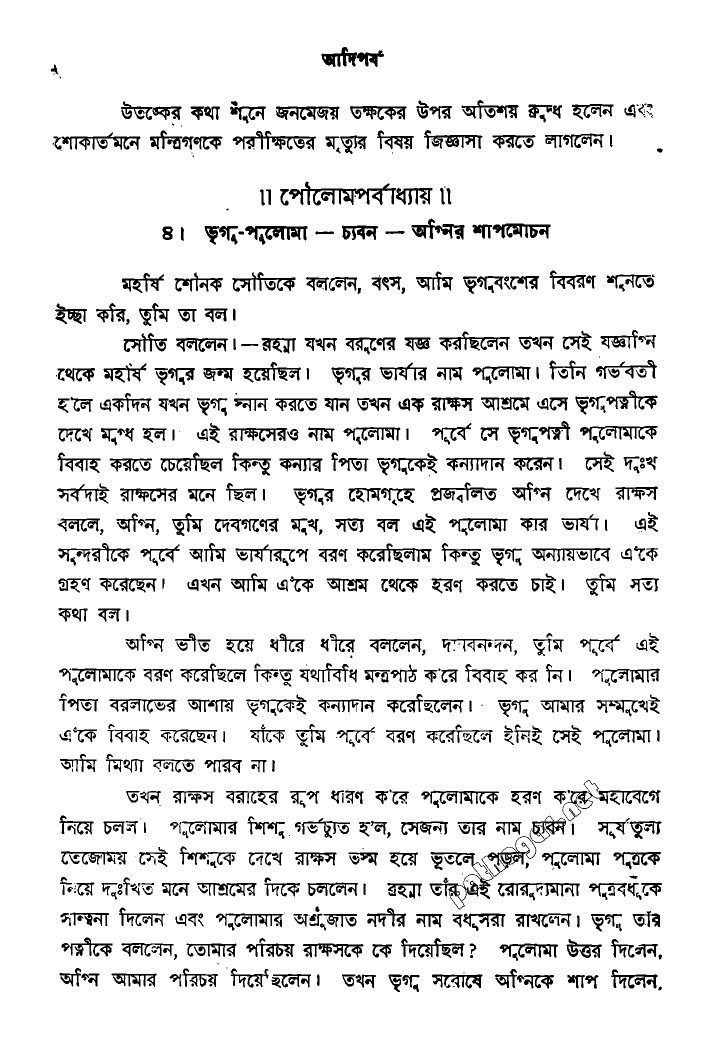 আদিপর্ব
৭
উতঙ্কের কথা শুনে জনমেজয় তক্ষকের উপর অতিশয় ক্রুদ্ধ হলেন এবং
শোকার্তমনে মন্ত্রিগণকে পরীক্ষিতের মৃত্যুর বিষয় জিজ্ঞাসা করতে লাগলেন।
॥ পৌলোমপর্বাধ্যায় ॥
৪। ভৃগু-পুলোমা — চ্যবন — অগ্নির শাপমোচন
মহর্ষি শৌনক সৌতিকে বললেন, বৎস, আমি ভৃগুবংশের বিবরণ শুনতে
ইচ্ছা করি, তুমি তা বল।
সৌতি বললেন।—ব্রহ্মা যখন বরুণের যজ্ঞ করছিলেন তখন সেই যজ্ঞাগ্নি
থেকে মহর্ষি ভৃগুর জন্ম হয়েছিল। ভৃগুর ভার্যার নাম পুলোমা। তিনি গর্ভবতী
হ'লে একদিন যখন ভৃগু স্নান করতে যান তখন এক রাক্ষস আশ্রমে এসে ভৃগুপত্নীকে
দেখে মুগ্ধ হল। এই রাক্ষসেরও নাম পুলোমা। পূর্বে সে ভৃগুপত্নী পুলোমাকে
বিবাহ করতে চেয়েছিল কিন্তু কন্যার পিতা ভৃগুকেই কন্যাদান করেন। সেই দুঃখ
সর্বদাই রাক্ষসের মনে ছিল। ভৃগুর হোমগৃহে প্রজ্বলিত অগ্নি দেখে রাক্ষস
বললে, অগ্নি, তুমি দেবগণের মুখ, সত্য বল এই পুলোমা কার ভার্যা। এই
সুন্দরীকে পূর্বে আমি ভার্যারূপে বরণ করেছিলাম কিন্তু ভৃগু অন্যায়ভাবে এ'কে
গ্রহণ করেছেন। এখন আমি এ'কে আশ্রম থেকে হরণ করতে চাই। তুমি সত্য
কথা বল।
অগ্নি ভীত হয়ে ধীরে ধীরে বললেন, দানবনন্দন, তুমি পূর্বে এই
পুলোমাকে বরণ করেছিলে কিন্তু যথাবিধি মন্ত্রপাঠ ক'রে বিবাহ কর নি। পুলোমার
পিতা বরলাভের আশায় ভৃগুকেই কন্যাদান করেছিলেন। ভৃগু আমার সম্মুখেই
এ'কে বিবাহ করেছেন। যাঁকে তুমি পূর্বে বরণ করেছিলে ইনিই সেই পুলোমা।
আমি মিথ্যা বলতে পারব না।
তখন রাক্ষস বরাহের রূপ ধারণ ক'রে পুলোমাকে হরণ ক'রে মহাবেগে
নিয়ে চলল। পুলোমার শিশু গর্ভচ্যুত হ'ল, সেজন্য তার নাম চ্যবন। সূর্যতুল্য
তেজোময় সেই শিশুকে দেখে রাক্ষস ভস্ম হয়ে ভূতলে পড়ল, পুলোমা পুত্রকে
নিয়ে দুঃখিত মনে আশ্রমের দিকে চললেন। ব্রহ্মা তাঁর এই রোরুদ্যমানা পুত্রবধূকে
সান্ত্বনা দিলেন এবং পুলোমার অশ্রুজাত নদীর নাম বধূসরা রাখলেন। ভৃগু তাঁর
পত্নীকে বললেন, তোমার পরিচয় রাক্ষসকে কে দিয়েছিল? পুলোমা উত্তর দিলেন,
অগ্নি আমার পরিচয় দিয়েছিলেন। তখন ভৃগু সরোষে অগ্নিকে শাপ দিলেন,
pathagar.net